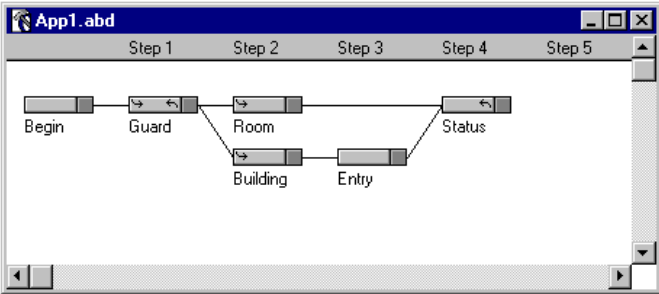 App1.abd
Step 1 Step 2 Step 3 Step 4 Step 5
Begin Guard Room Status
Building Entry